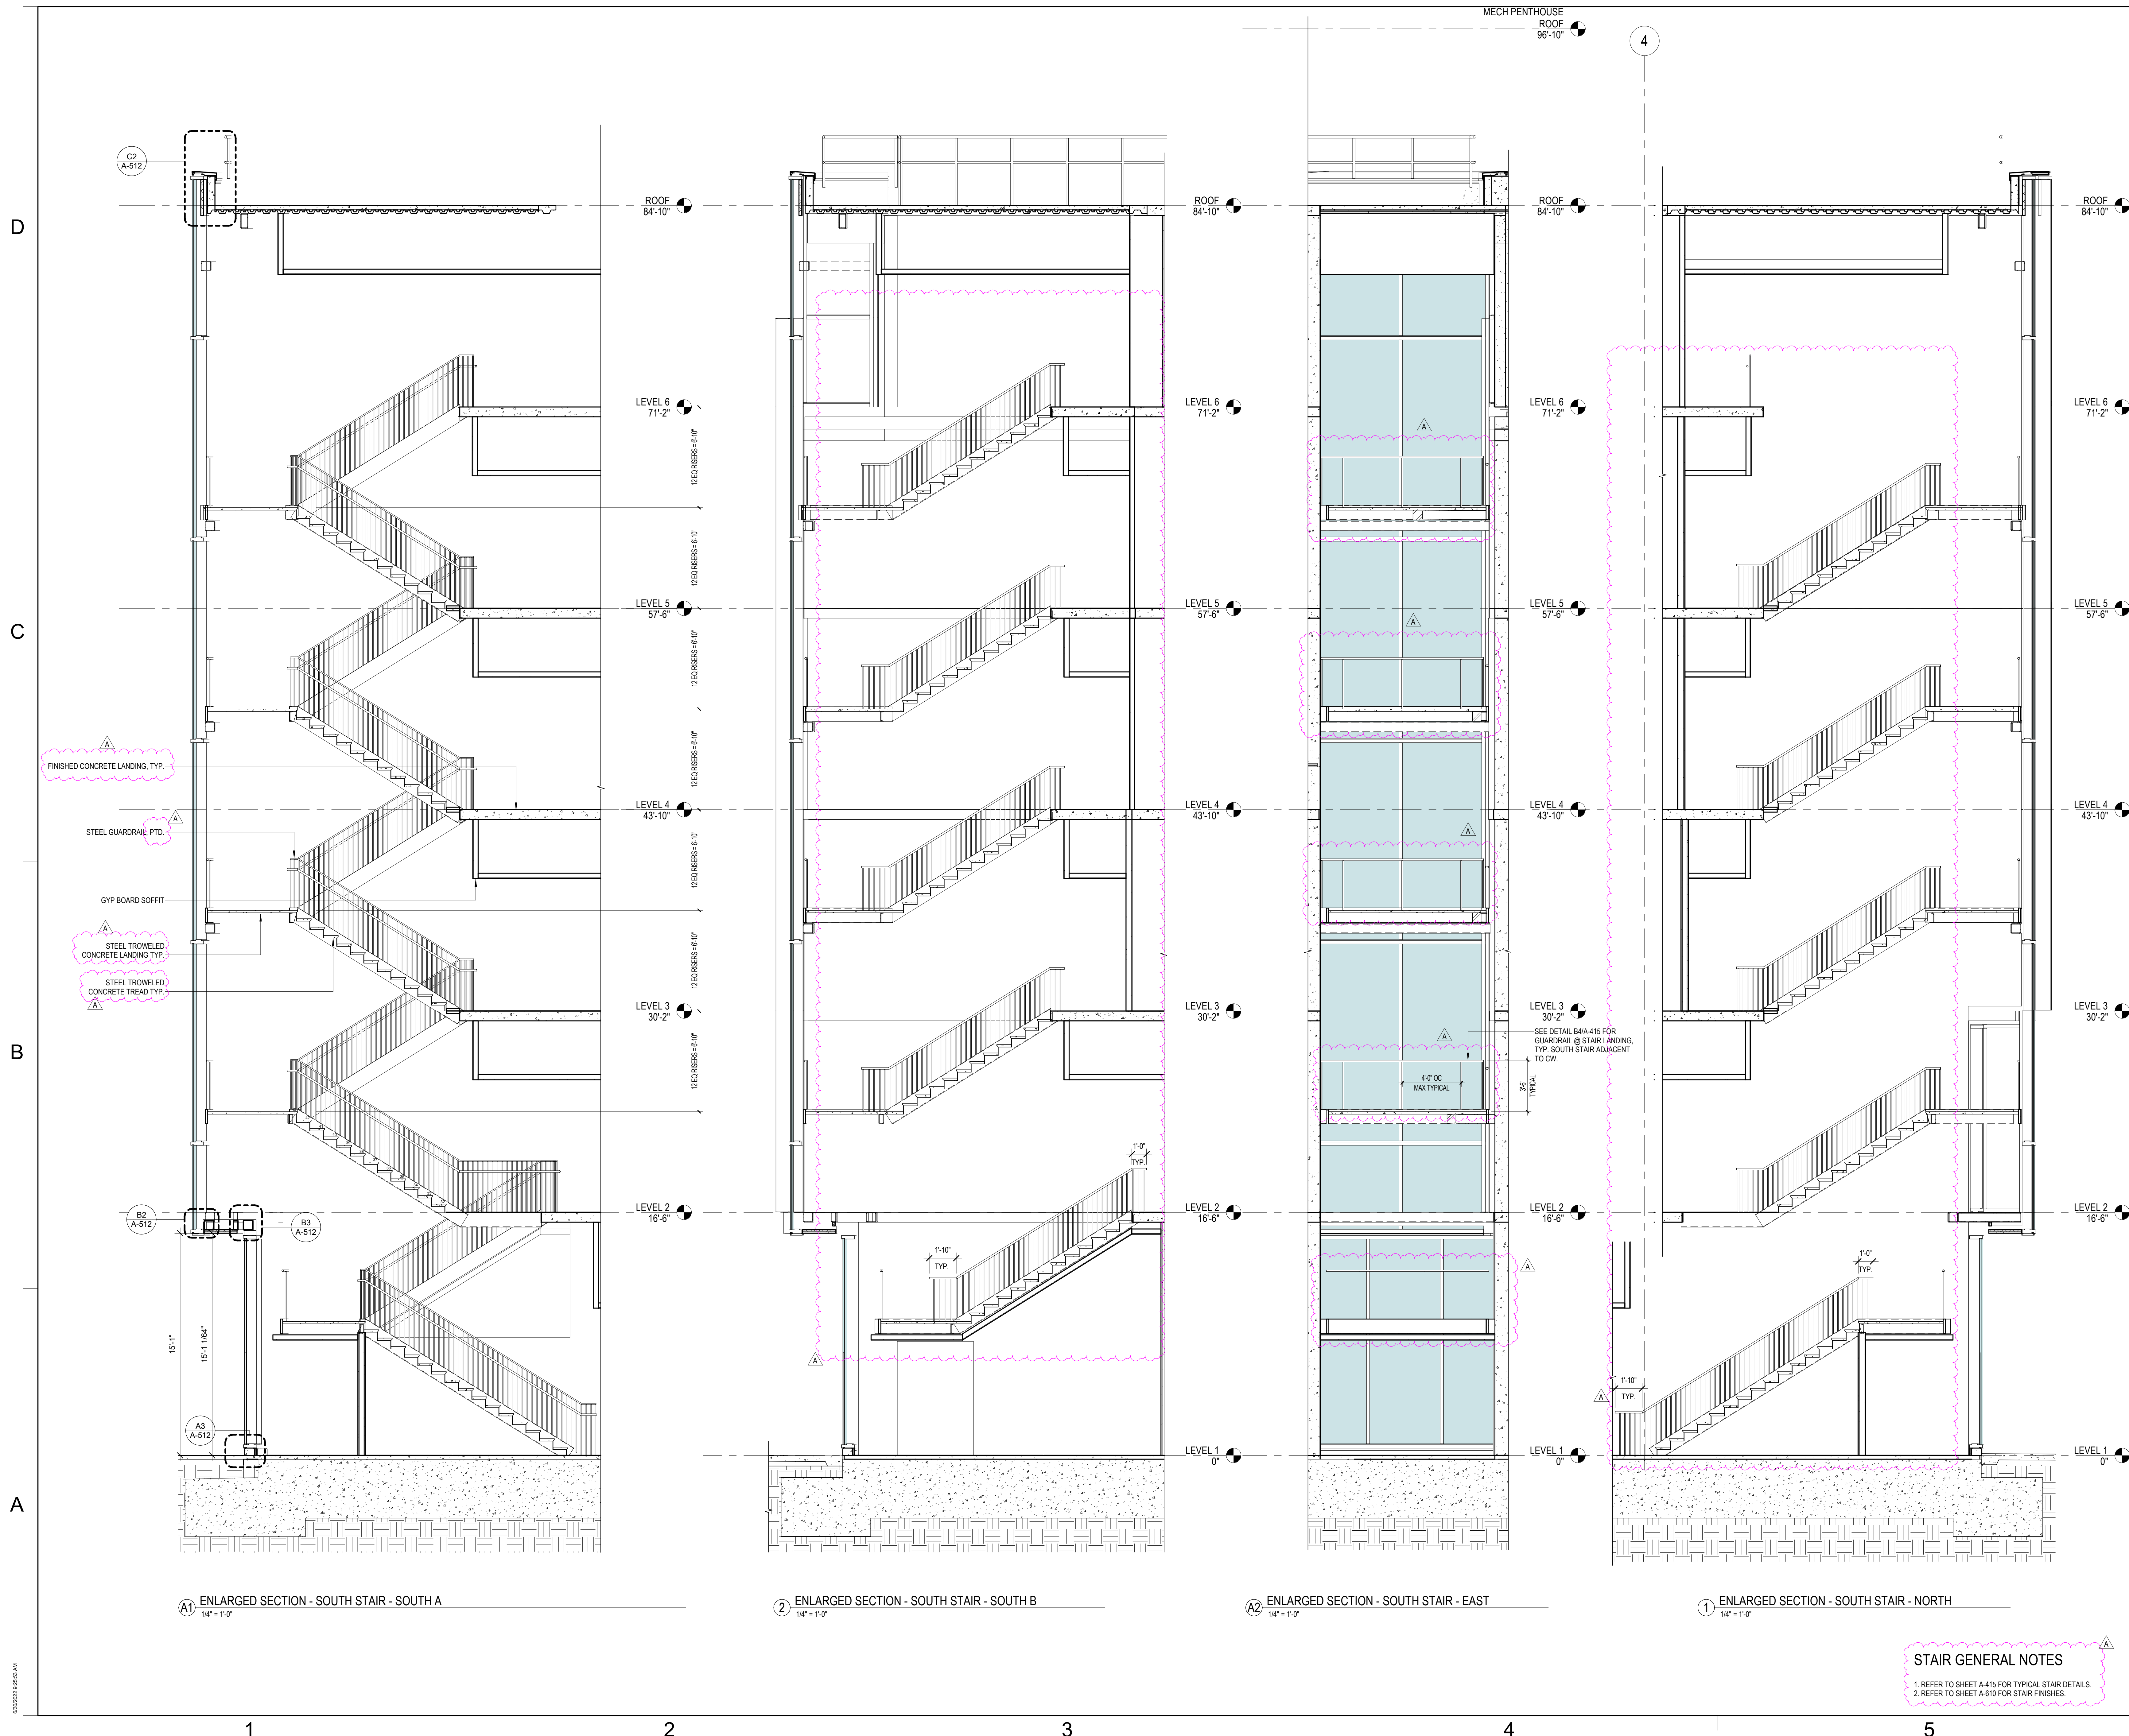 MECH PENTHOUSE
ROOF
96'-10"
4
C2
A-512
ROOF
84'-10"
ROOF
84'-10"
ROOF
84'-10"
ROOF
84'-10"
D
LEVEL 6
71'-2"
LEVEL 6
71'-2"
LEVEL 6
71'-2"
LEVEL 6
71'-2"
A
12 EQ RISERS = 6'-10"
12 EQ RISERS = 6'-10"
LEVEL 5
57'-6"
LEVEL 5
57'-6"
LEVEL 5
57'-6"
LEVEL 5
57'-6"
A
C
12 EQ RISERS = 6'-10"
12 EQ RISERS = 6'-10"
A
FINISHED CONCRETE LANDING, TYP.
LEVEL 4
43'-10"
LEVEL 4
43'-10"
LEVEL 4
43'-10"
LEVEL 4
43'-10"
A
STEEL GUARDRAIL, PTD.
A
GYP BOARD SOFFIT
12 EQ RISERS = 6'-10"
12 EQ RISERS = 6'-10"
A
STEEL TROWELED
CONCRETE LANDING TYP.
STEEL TROWELED
CONCRETE TREAD TYP.
A
LEVEL 3
30'-2"
LEVEL 3
30'-2"
LEVEL 3
30'-2"
LEVEL 3
30'-2"
B
12 EQ RISERS = 6'-10"
A
SEE DETAIL B4/A-415 FOR
GUARDRAIL @ STAIR LANDING,
TYP. SOUTH STAIR ADJACENT
TO CW.
4'-0" OC
MAX TYPICAL
3'-6"
TYPICAL
1'-0"
TYP.
B2
A-512
B3
A-512
LEVEL 2
16'-6"
LEVEL 2
16'-6"
LEVEL 2
16'-6"
LEVEL 2
16'-6"
1'-10"
TYP.
A
1'-0"
TYP.
15'-1"
15'-1 1/64"
A
1'-10"
TYP.
A
A3
A-512
LEVEL 1
0"
LEVEL 1
0"
LEVEL 1
0"
A
A1
ENLARGED SECTION - SOUTH STAIR - SOUTH A
1/4" = 1'-0"
2
ENLARGED SECTION - SOUTH STAIR - SOUTH B
1/4" = 1'-0"
A2
ENLARGED SECTION - SOUTH STAIR - EAST
1/4" = 1'-0"
1
ENLARGED SECTION - SOUTH STAIR - NORTH
1/4" = 1'-0"
A
STAIR GENERAL NOTES
1. REFER TO SHEET A-415 FOR TYPICAL STAIR DETAILS.
2. REFER TO SHEET A-610 FOR STAIR FINISHES.
6/30/2022 9:25:53 AM
1
2
3
4
5